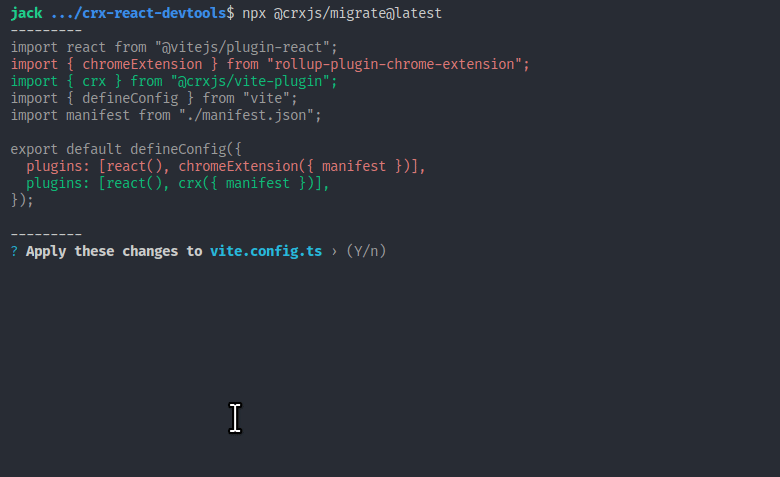 jack .../crx-react-devtools$ npx @crxjs/migrate@latest
---------
import react from "@vitejs/plugin-react";
import { chromeExtension } from "rollup-plugin-chrome-extension";
import { crx } from "@crxjs/vite-plugin";
import { defineConfig } from "vite";
import manifest from "./manifest.json";

export default defineConfig({
  plugins: [react(), chromeExtension({ manifest })],
  plugins: [react(), crx({ manifest })],
});

---------
? Apply these changes to vite.config.ts › (Y/n)